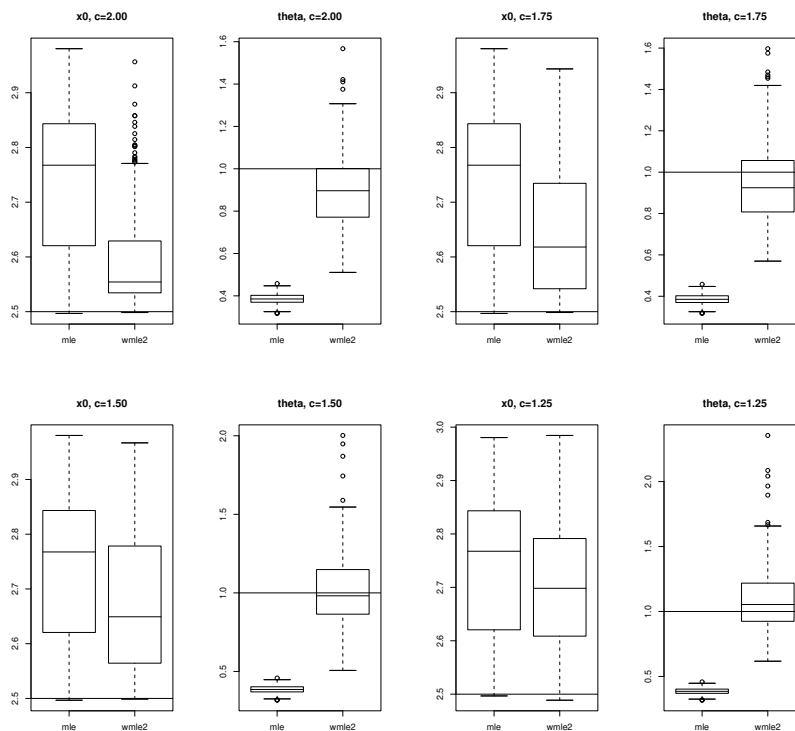 x0, c=2.00
2.5 2.6 2.7 2.8 2.9
mle wmle2
theta, c=2.00
0.4 0.6 0.8 1.0 1.2 1.4 1.6
mle wmle2
x0, c=1.75
2.5 2.6 2.7 2.8 2.9
mle wmle2
theta, c=1.75
0.4 0.6 0.8 1.0 1.2 1.4 1.6
mle wmle2
x0, c=1.50
2.5 2.6 2.7 2.8 2.9
mle wmle2
theta, c=1.50
0.5 1.0 1.5 2.0
mle wmle2
x0, c=1.25
2.5 2.6 2.7 2.8 2.9 3.0
mle wmle2
theta, c=1.25
0.5 1.0 1.5 2.0
mle wmle2